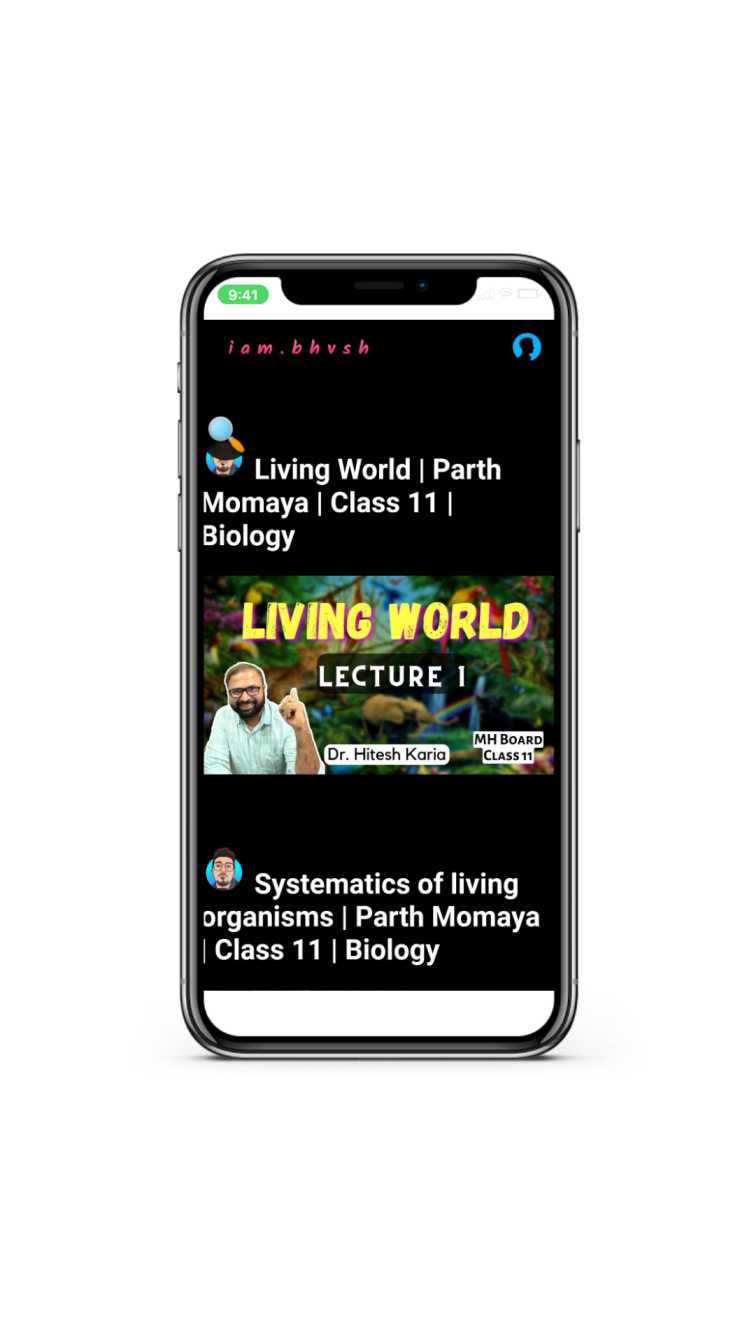 9:41
iam.bhvsh
Living World | Parth
Momaya | Class 11 |
Biology
LIVING WORLD
LECTURE 1
Dr. Hitesh Karia
MH BOARD
CLASS 11
Systematics of living
organisms | Parth Momaya
| Class 11 | Biology